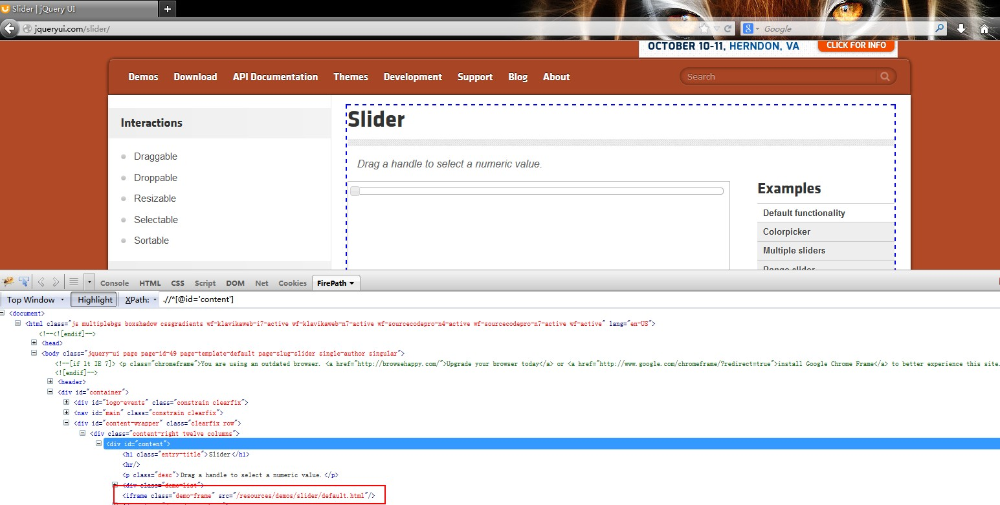 Slider | jQuery UI
+
jqueryui.com/slider/
8
Google
OCTOBER 10-11, HERNDON, VA
CLICK FOR INFO
Demos Download API Documentation Themes Development Support Blog About
Search
Interactions
Draggable
Droppable
Resizable
Selectable
Sortable
Slider
Drag a handle to select a numeric value.
Examples
Default functionality
Colorpicker
Multiple sliders
Range slider
Console HTML CSS Script DOM Net Cookies FirePath
Top Window Highlight XPath: .//*[@id='content']
<document>
<html class="js multiplebgs boxshadow cssgradients wf-klavikaweb-i7-active wf-klavikaweb-n7-active wf-sourcecodepro-n4-active wf-sourcecodepro-n7-active wf-active" lang="en-US">
<!--<![endif]-->
<head>
<body class="jquery-ui page page-id-49 page-template-default page-slug-slider single-author singular">
<!--[if lt IE 7]> <p class="chromeframe">You are using an outdated browser. <a href="http://browsehappy.com/">Upgrade your browser today</a> or <a href="http://www.google.com/chromeframe/?redirect=true">install Google Chrome Frame</a> to better experience this site.
<![endif]-->
<header>
<div id="container">
<div id="logo-events" class="constrain clearfix">
<nav id="main" class="constrain clearfix">
<div id="content-wrapper" class="clearfix row">
<div class="content-right twelve columns">
<div id="content">
<h1 class="entry-title">Slider</h1>
<hr/>
<p class="desc">Drag a handle to select a numeric value.</p>
<div class="demo-list">
<iframe class="demo-frame" src="/resources/demos/slider/default.html"/>